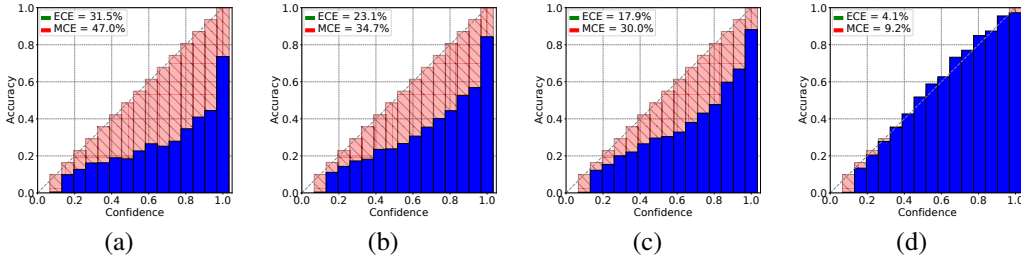 ECE = 31.5%
MCE = 47.0%
Accuracy
1.0
0.8
0.6
0.4
0.2
0.0
0.0 0.2 0.4 0.6 0.8 1.0
Confidence
(a)
ECE = 23.1%
MCE = 34.7%
Accuracy
1.0
0.8
0.6
0.4
0.2
0.0
0.0 0.2 0.4 0.6 0.8 1.0
Confidence
(b)
ECE = 17.9%
MCE = 30.0%
Accuracy
1.0
0.8
0.6
0.4
0.2
0.0
0.0 0.2 0.4 0.6 0.8 1.0
Confidence
(c)
ECE = 4.1%
MCE = 9.2%
Accuracy
1.0
0.8
0.6
0.4
0.2
0.0
0.0 0.2 0.4 0.6 0.8 1.0
Confidence
(d)